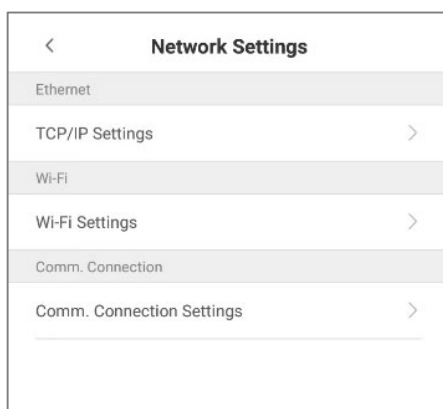 Network Settings
Ethernet
TCP/IP Settings
Wi-Fi
Wi-Fi Settings
Comm. Connection
Comm. Connection Settings